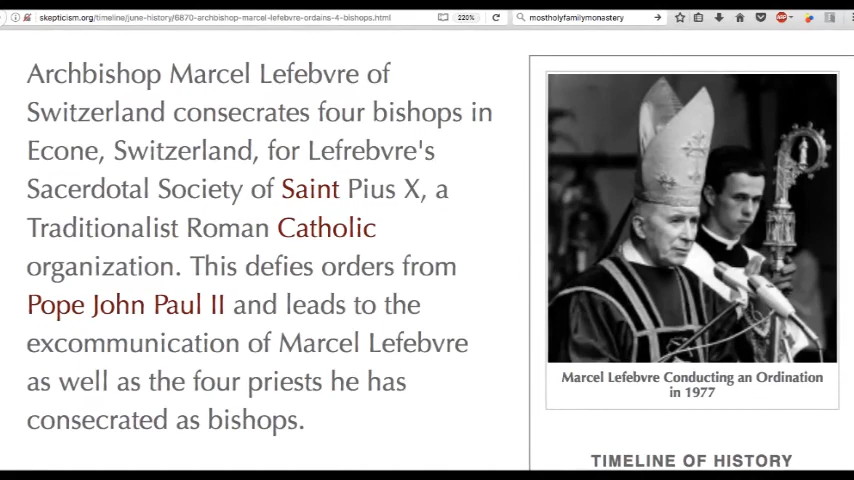 skepticism.org/timeline/june-history/6870-archbishop-marcel-lefebvre-ordains-4-bishops.html
220%
mostholyfamilymonastery
ABP
Archbishop Marcel Lefebvre of
Switzerland consecrates four bishops in
Econe, Switzerland, for Lefrebvre's
Sacerdotal Society of Saint Pius X, a
Traditionalist Roman Catholic
organization. This defies orders from
Pope John Paul II and leads to the
excommunication of Marcel Lefebvre
as well as the four priests he has
consecrated as bishops.
Marcel Lefebvre Conducting an Ordination
in 1977
TIMELINE OF HISTORY